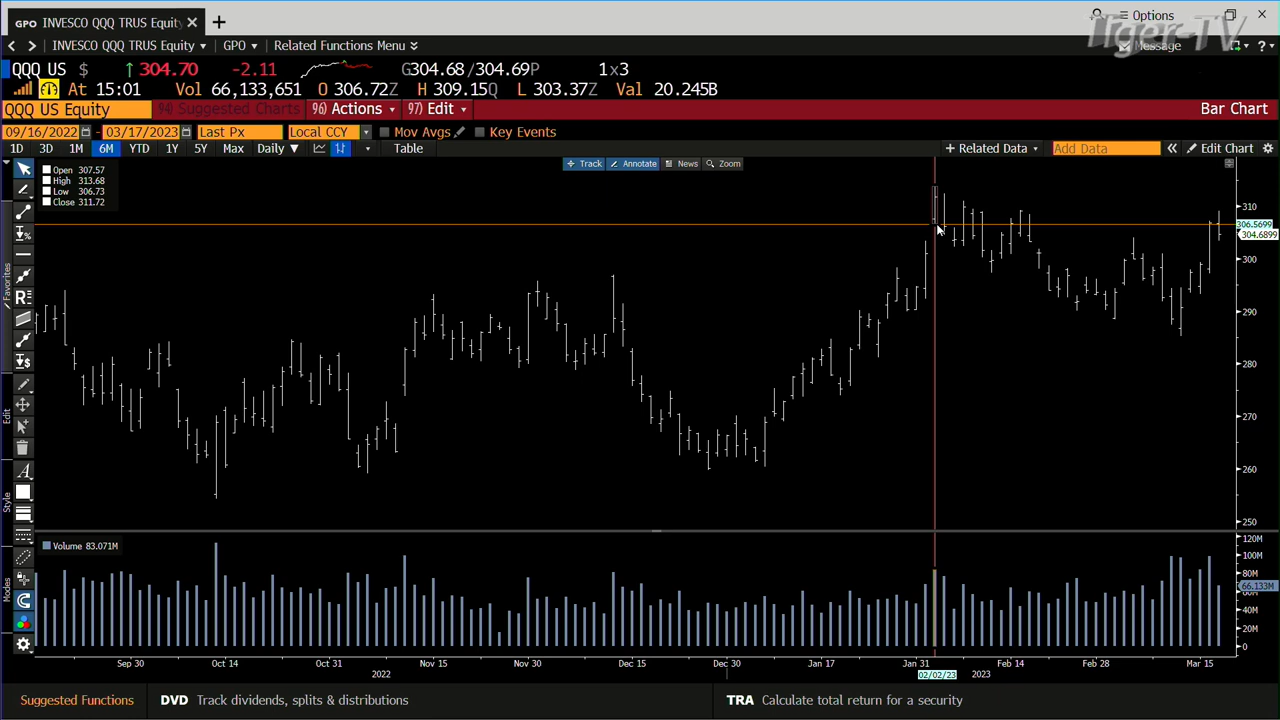 GPO INVESCO QQQ TRUS Equity × +
Options
Tiger-TV
INVESCO QQQ TRUS Equity GPO Related Functions Menu
Message ?
QQQ US $ ↑ 304.70 -2.11 G304.68/304.69P 1x3
At 15:01 Vol 66,133,651 O 306.72Z H 309.15Q L 303.37Z Val 20.245B
QQQ US Equity 94) Suggested Charts 96) Actions 97) Edit Bar Chart
09/16/2022 - 03/17/2023 Last Px Local CCY Mov Avgs Key Events
1D 3D 1M 6M YTD 1Y 5Y Max Daily ▼ Table + Related Data Add Data « Edit Chart
Track Annotate News Zoom
Open 307.57
High 313.68
Low 306.73
Close 311.72
310
306.5699
304.6899
300
290
280
270
260
250
Favorites
Edit
Style
Modes
Volume 83.071M
120M
100M
80M
66.133M
60M
40M
20M
0
Sep 30 Oct 14 Oct 31 Nov 15 Nov 30 Dec 15 Dec 30 Jan 17 Jan 31 Feb 14 Feb 28 Mar 15
2022 02/02/23 2023
Suggested Functions DVD Track dividends, splits & distributions TRA Calculate total return for a security